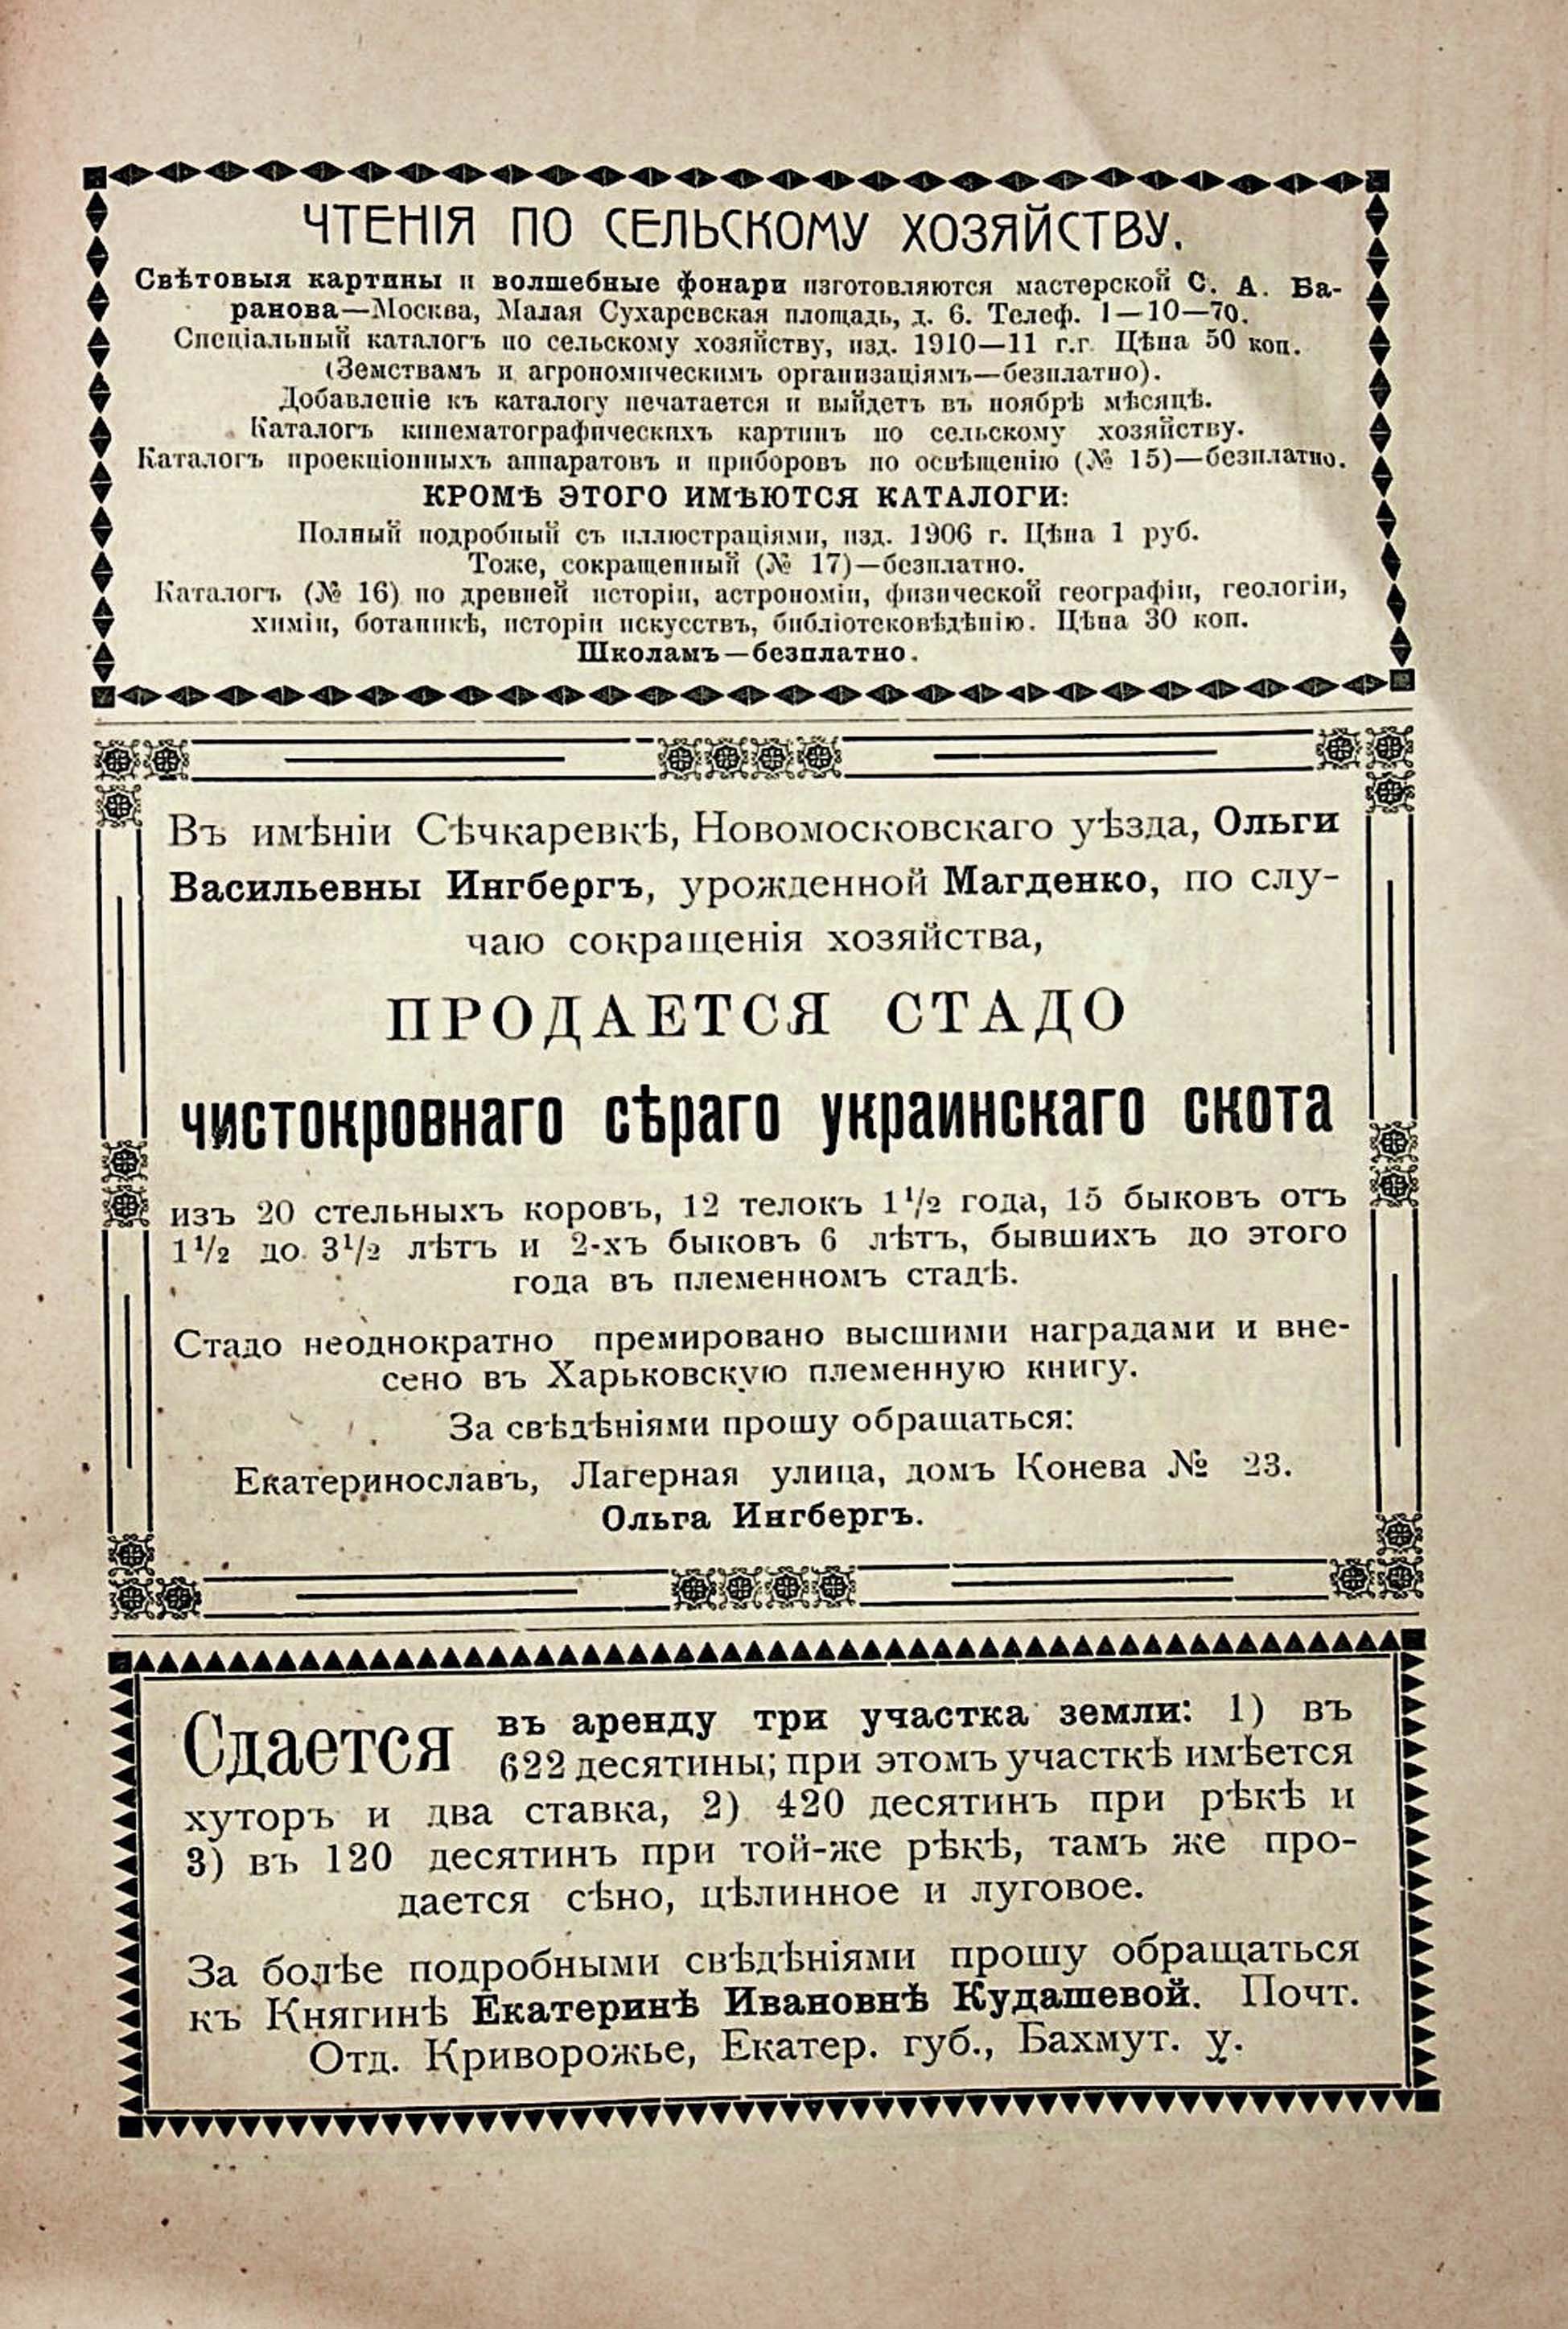 ЧТЕНІЯ ПО СЕЛЬСКОМУ ХОЗЯЙСТВУ.
Свѣтовыя картины и волшебные фонари изготовляются мастерской С. А. Ба-
ранова—Москва, Малая Сухаревская площадь, д. 6. Телеф. 1—10—70.
Спеціальный каталогъ по сельскому хозяйству, изд. 1910—11 г.г. Цѣна 50 коп.
(Земствамъ и агрономическимъ организаціямъ—безплатно).
Добавленіе къ каталогу печатается и выйдетъ въ ноябрѣ мѣсяцѣ.
Каталогъ кинематографическихъ картинъ по сельскому хозяйству.
Каталогъ проекціонныхъ аппаратовъ и приборовъ по освѣщенію (№ 15)—безплатно.
КРОМѢ ЭТОГО ИМѢЮТСЯ КАТАЛОГИ:
Полный подробный съ иллюстраціями, изд. 1906 г. Цѣна 1 руб.
Тоже, сокращенный (№ 17)—безплатно.
Каталогъ (№ 16) по древней исторіи, астрономіи, физической географіи, геологіи,
химіи, ботаникѣ, исторіи искусствъ, библіотековѣдѣнію. Цѣна 30 коп.
Школамъ—безплатно.
Въ имѣніи Сѣчкаревкѣ, Новомосковскаго уѣзда, Ольги
Васильевны Ингбергъ, урожденной Магденко, по слу-
чаю сокращенія хозяйства,
ПРОДАЕТСЯ СТАДО
чистокровнаго сѣраго украинскаго скота
изъ 20 стельныхъ коровъ, 12 телокъ 1½ года, 15 быковъ отъ
1½ до 3½ лѣтъ и 2-хъ быковъ 6 лѣтъ, бывшихъ до этого
года въ племенномъ стадѣ.
Стадо неоднократно премировано высшими наградами и вне-
сено въ Харьковскую племенную книгу.
За свѣдѣніями прошу обращаться:
Екатеринославъ, Лагерная улица, домъ Конева № 23.
Ольга Ингбергъ.
Сдается въ аренду три участка земли: 1) въ
622 десятины; при этомъ участкѣ имѣется
хуторъ и два ставка, 2) 420 десятинъ при рѣкѣ и
3) въ 120 десятинъ при той-же рѣкѣ, тамъ же про-
дается сѣно, цѣлинное и луговое.
За болѣе подробными свѣдѣніями прошу обращаться
къ Княгинѣ Екатеринѣ Ивановнѣ Кудашевой. Почт.
Отд. Криворожье, Екатер. губ., Бахмут. у.